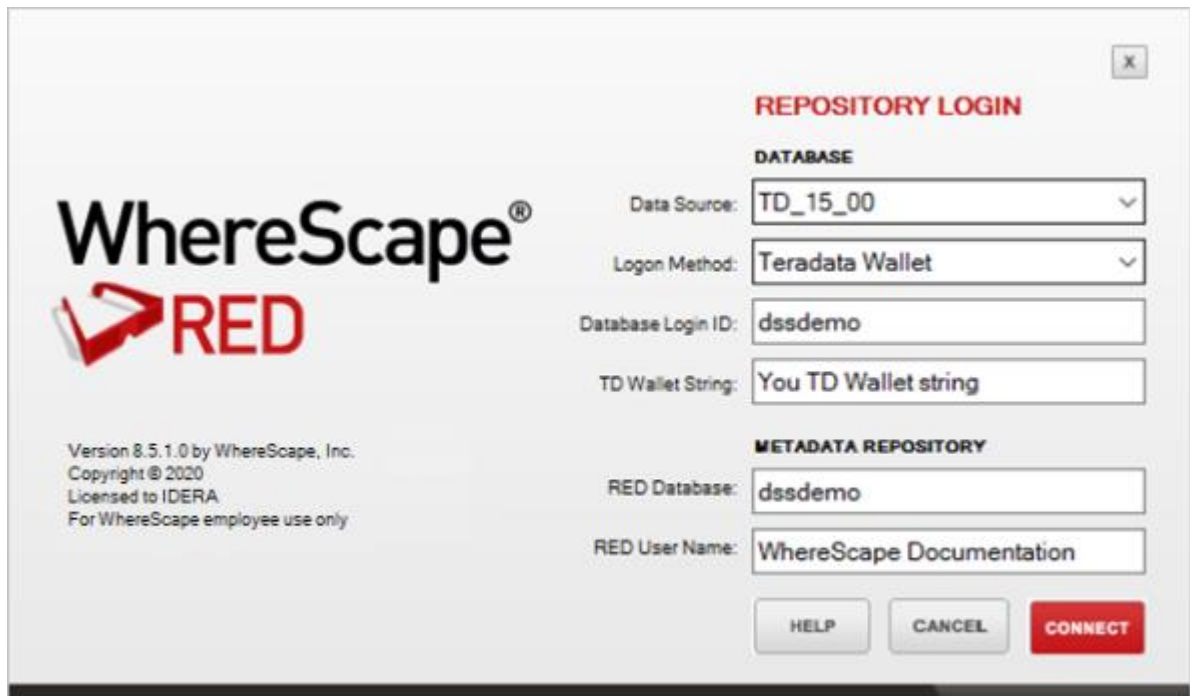 X
REPOSITORY LOGIN
DATABASE
Data Source: TD_15_00
Logon Method: Teradata Wallet
Database Login ID: dssdemo
TD Wallet String: You TD Wallet string
METADATA REPOSITORY
RED Database: dssdemo
RED User Name: WhereScape Documentation
HELP CANCEL CONNECT
WhereScape®
RED
Version 8.5.1.0 by WhereScape, Inc.
Copyright © 2020
Licensed to IDERA
For WhereScape employee use only